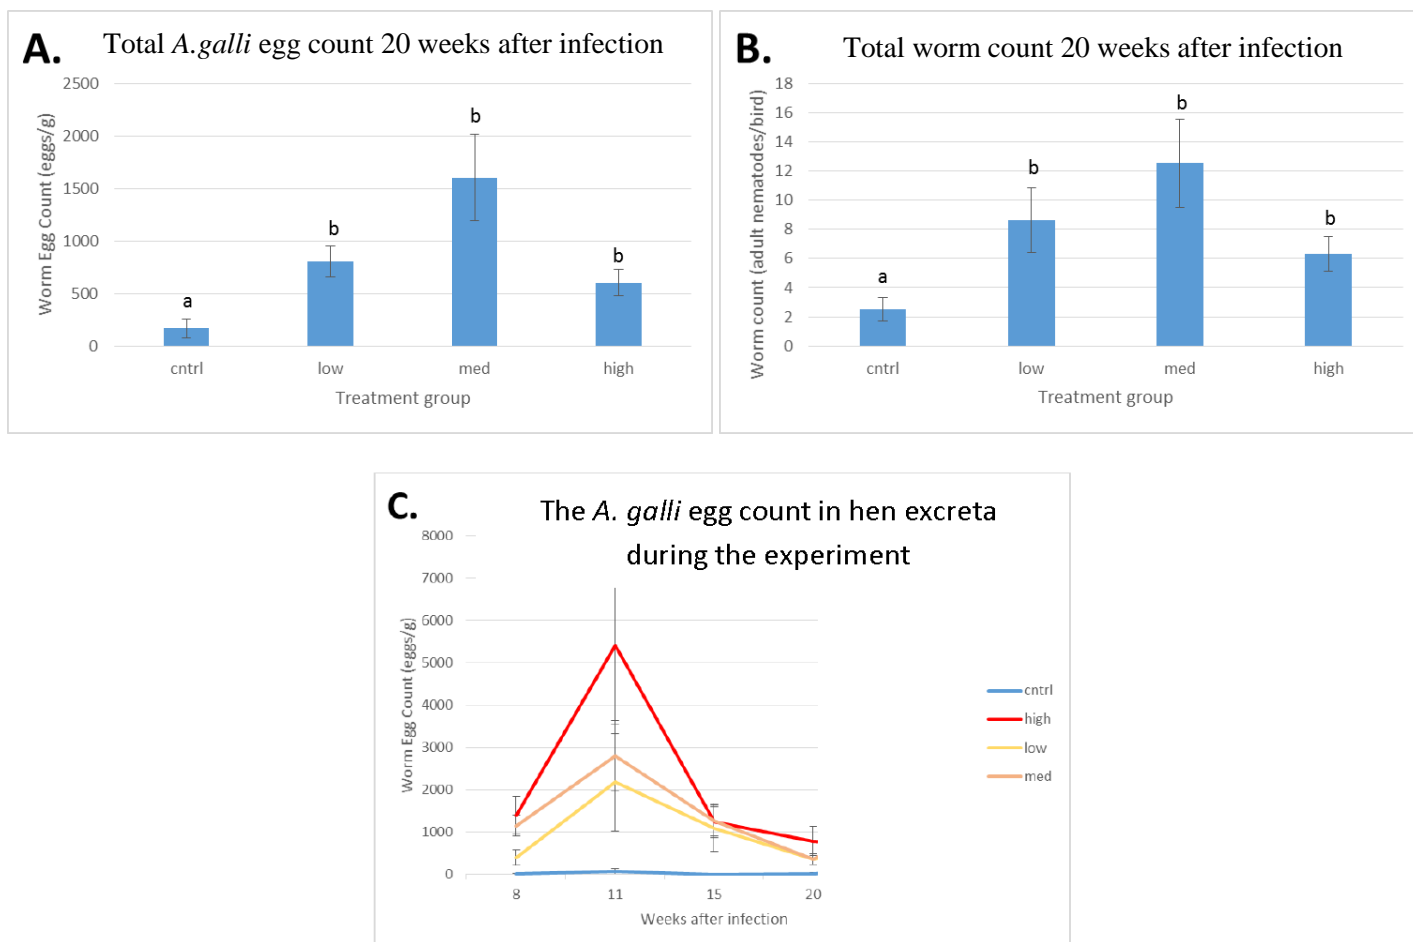 A.
Total A.galli egg count 20 weeks after infection
Worm Egg Count (eggs/g)
2500
2000
1500
1000
500
0
a
b
b
b
cntrl
low
med
high
Treatment group
B.
Total worm count 20 weeks after infection
Worm count (adult nematodes/bird)
18
16
14
12
10
8
6
4
2
0
a
b
b
b
cntrl
low
med
high
Treatment group
C.
The A. galli egg count in hen excreta
during the experiment
Worm Egg Count (eggs/g)
8000
7000
6000
5000
4000
3000
2000
1000
0
8
11
15
20
Weeks after infection
cntrl
high
low
med